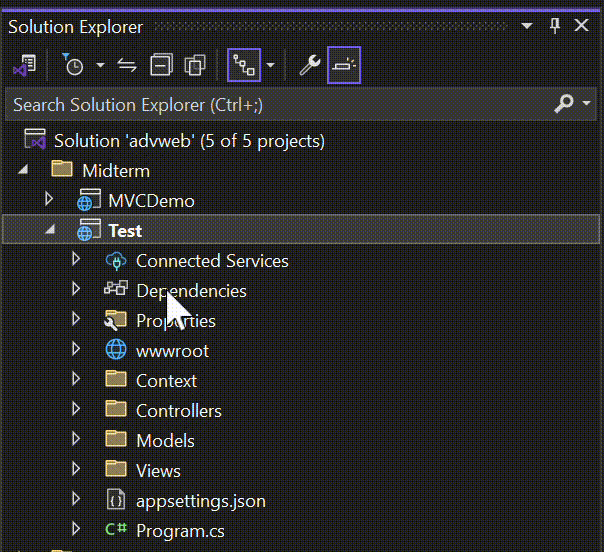 Solution Explorer
Search Solution Explorer (Ctrl+;)
Solution 'advweb' (5 of 5 projects)
Midterm
MVCDemo
Test
Connected Services
Dependencies
Properties
wwwroot
Context
Controllers
Models
Views
appsettings.json
C# Program.cs